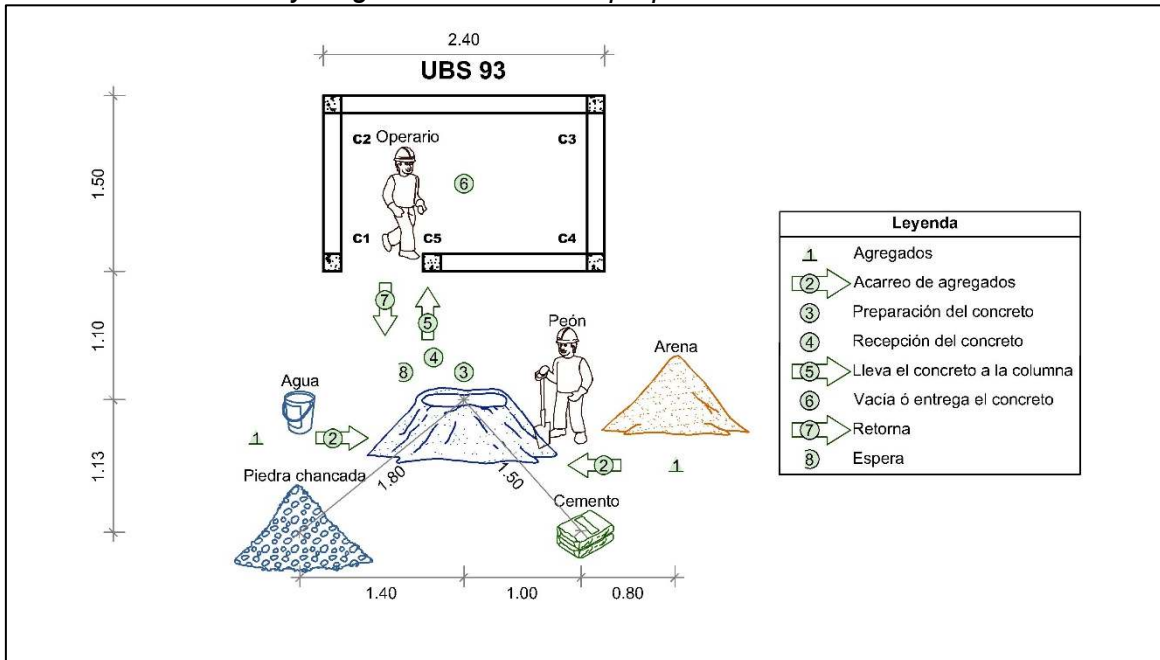 2.40
UBS 93
C2 Operario
C3
6
1.50
C1
C5
C4
7
5
1.10
4
Peón
Arena
8
3
Agua
1
2
2
1
1.13
Piedra chancada
1.80
1.50
Cemento
1.40
1.00
0.80
Leyenda
1 Agregados
2 Acarreo de agregados
3 Preparación del concreto
4 Recepción del concreto
5 Lleva el concreto a la columna
6 Vacía ó entrega el concreto
7 Retorna
8 Espera